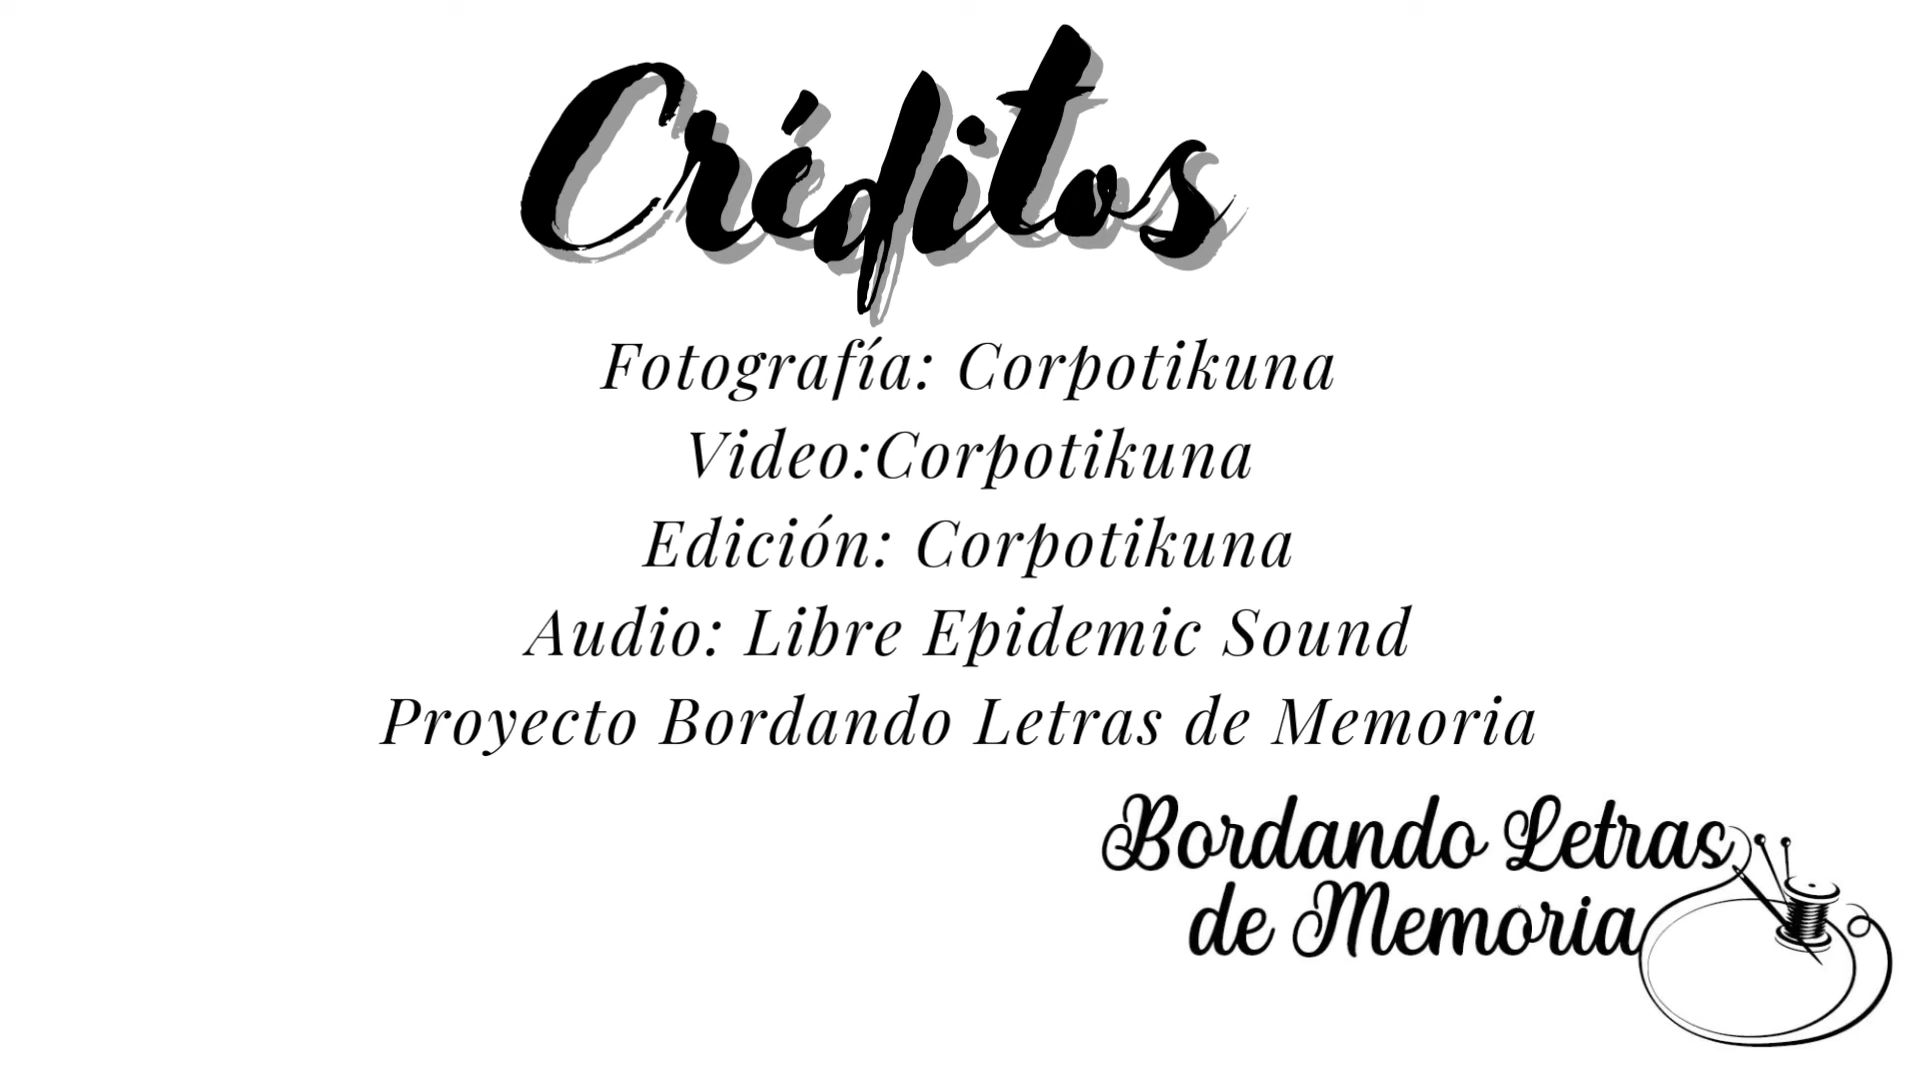 Créditos
Fotografía: Corpotikuna
Video:Corpotikuna
Edición: Corpotikuna
Audio: Libre Epidemic Sound
Proyecto Bordando Letras de Memoria
Bordando Letras
de Memoria